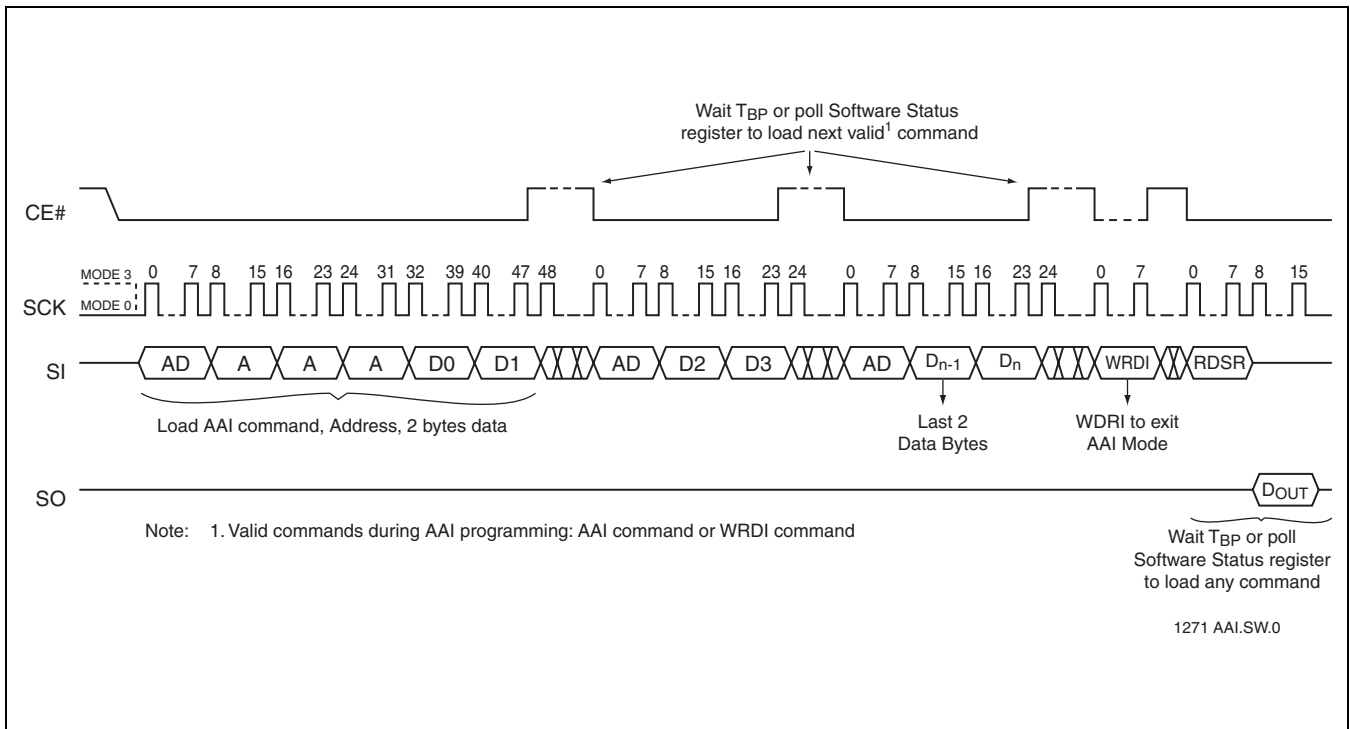 Wait TBP or poll Software Status
register to load next valid1 command
CE#
MODE 3
0 7 8 15 16 23 24 31 32 39 40 47 48 0 7 8 15 16 23 24 0 7 8 15 16 23 24 0 7 0 7 8 15
SCK
MODE 0
SI
AD A A A D0 D1 AD D2 D3 AD Dn-1 Dn WRDI RDSR
Load AAI command, Address, 2 bytes data
Last 2
Data Bytes
WDRI to exit
AAI Mode
SO
DOUT
Note: 1. Valid commands during AAI programming: AAI command or WRDI command
Wait TBP or poll
Software Status register
to load any command
1271 AAI.SW.0